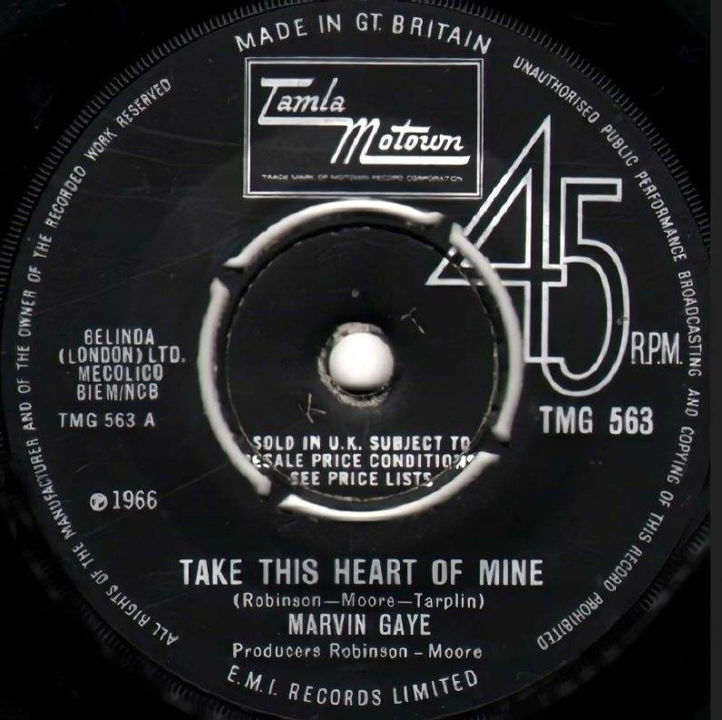 MADE IN GT. BRITAIN
UNAUTHORISED PUBLIC PERFORMANCE BROADCASTING AND COPYING OF THIS RECORD PROHIBITED
ALL RIGHTS OF THE MANUFACTURER AND OF THE OWNER OF THE RECORDED WORK RESERVED
Tamla
Motown
TRADE MARK OF MOTOWN RECORD CORPORATION
45
R.P.M.
BELINDA
(LONDON) LTD.
MECOLICO
BIEM/NCB
TMG 563 A
TMG 563
℗ 1966
SOLD IN U.K. SUBJECT TO
RESALE PRICE CONDITIONS
SEE PRICE LISTS
TAKE THIS HEART OF MINE
(Robinson—Moore—Tarplin)
MARVIN GAYE
Producers Robinson – Moore
E.M.I. RECORDS LIMITED